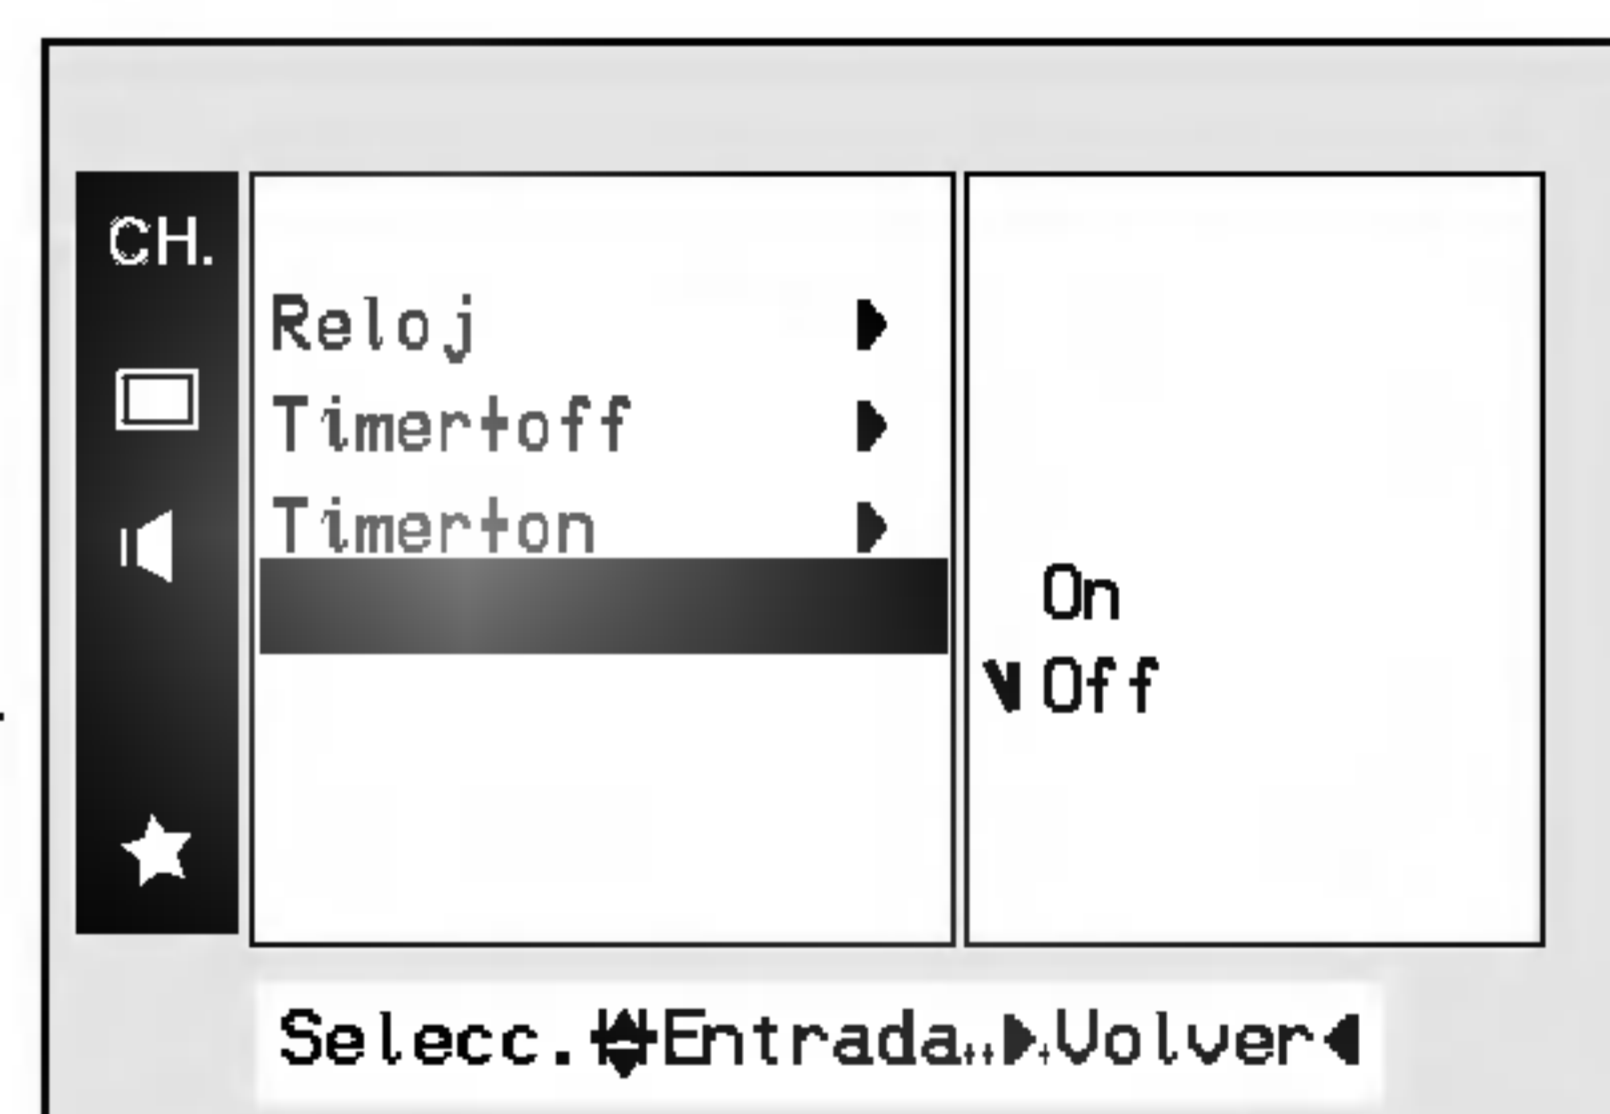 CH.
Reloj
Timer+off
Timer+on
On
Off
Selecc. Entrada Volver